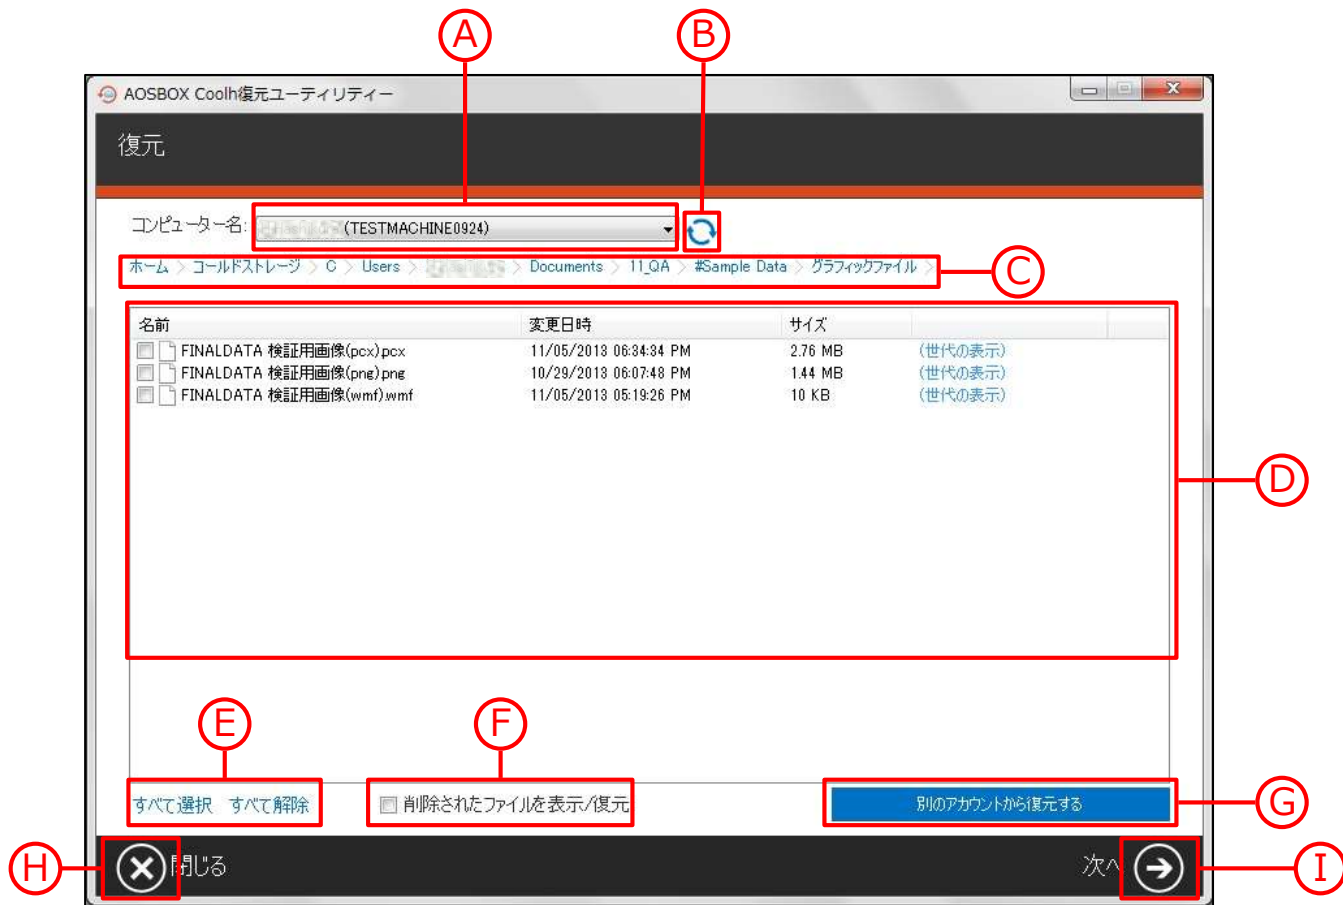 A B
AOSBOX Coolh復元ユーティリティー
復元
コンピューター名: (TESTMACHINE0924)
ホーム > コールドストレージ > C > Users > > Documents > 11_QA > #Sample Data > グラフィックファイル >
C
名前 変更日時 サイズ
FINALDATA 検証用画像(pcx).pcx 11/05/2013 06:34:34 PM 2.76 MB (世代の表示)
FINALDATA 検証用画像(png).png 10/29/2013 06:07:48 PM 1.44 MB (世代の表示)
FINALDATA 検証用画像(wmf).wmf 11/05/2013 05:19:26 PM 10 KB (世代の表示)
D
E F
すべて選択 すべて解除 削除されたファイルを表示/復元 別のアカウントから復元する
G
H 閉じる 次へ I